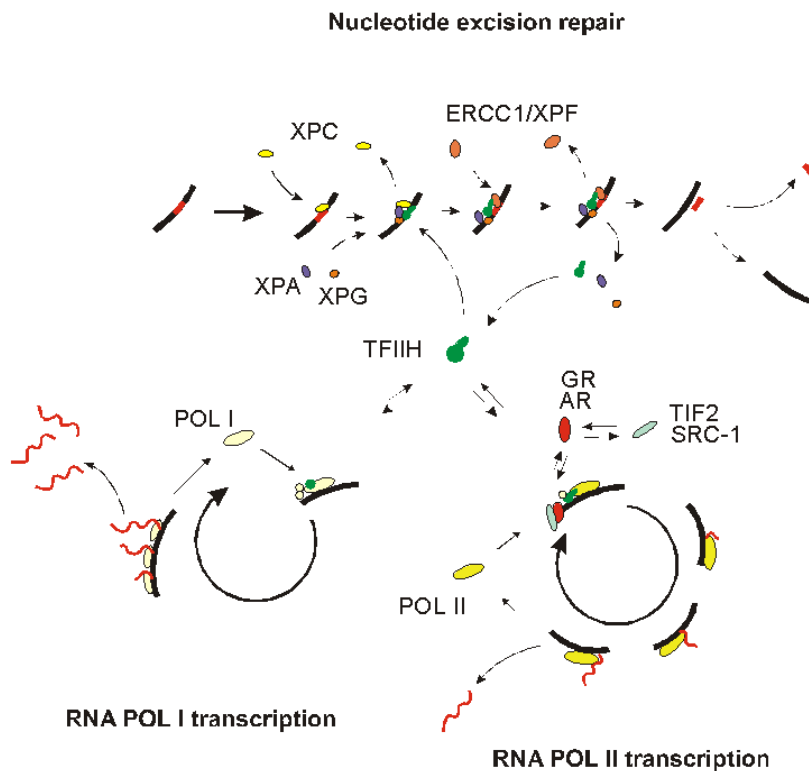 Nucleotide excision repair
ERCC1/XPF
XPC
XPA
XPG
TFIIH
GR
AR
TIF2
SRC-1
POL I
POL II
RNA POL I transcription
RNA POL II transcription